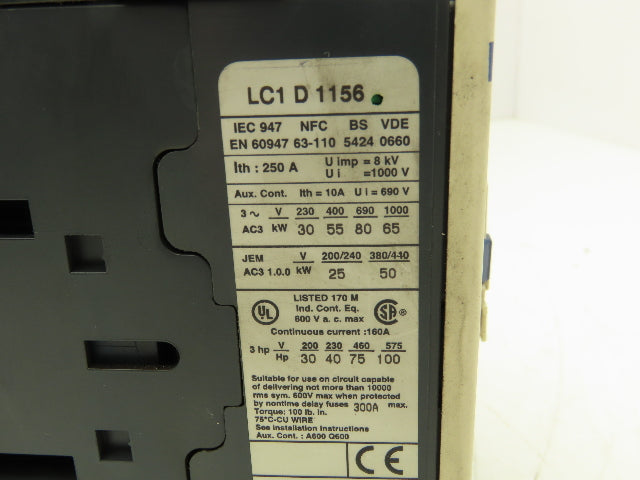 LC1 D 1156
IEC 947 NFC BS VDE
EN 60947 63-110 5424 0660
Ith : 250 A U imp = 8 kV
U i =1000 V
Aux. Cont. Ith = 10A U i = 690 V
3 ~ V 230 400 690 1000
AC3 kW 30 55 80 65
JEM V 200/240 380/440
AC3 1.0.0 kW 25 50
LISTED 170 M
UL Ind. Cont. Eq. SA ®
600 V a. c. max
Continuous current :160A
3 hp V 200 230 460 575
Hp 30 40 75 100
Suitable for use on circuit capable
of delivering not more than 10000
rms sym. 600V max when protected
by nontime delay fuses 300A max.
Torque: 100 lb. in.
75°C-CU WIRE
See installation instructions
Aux. Cont. : A600 Q600
CE